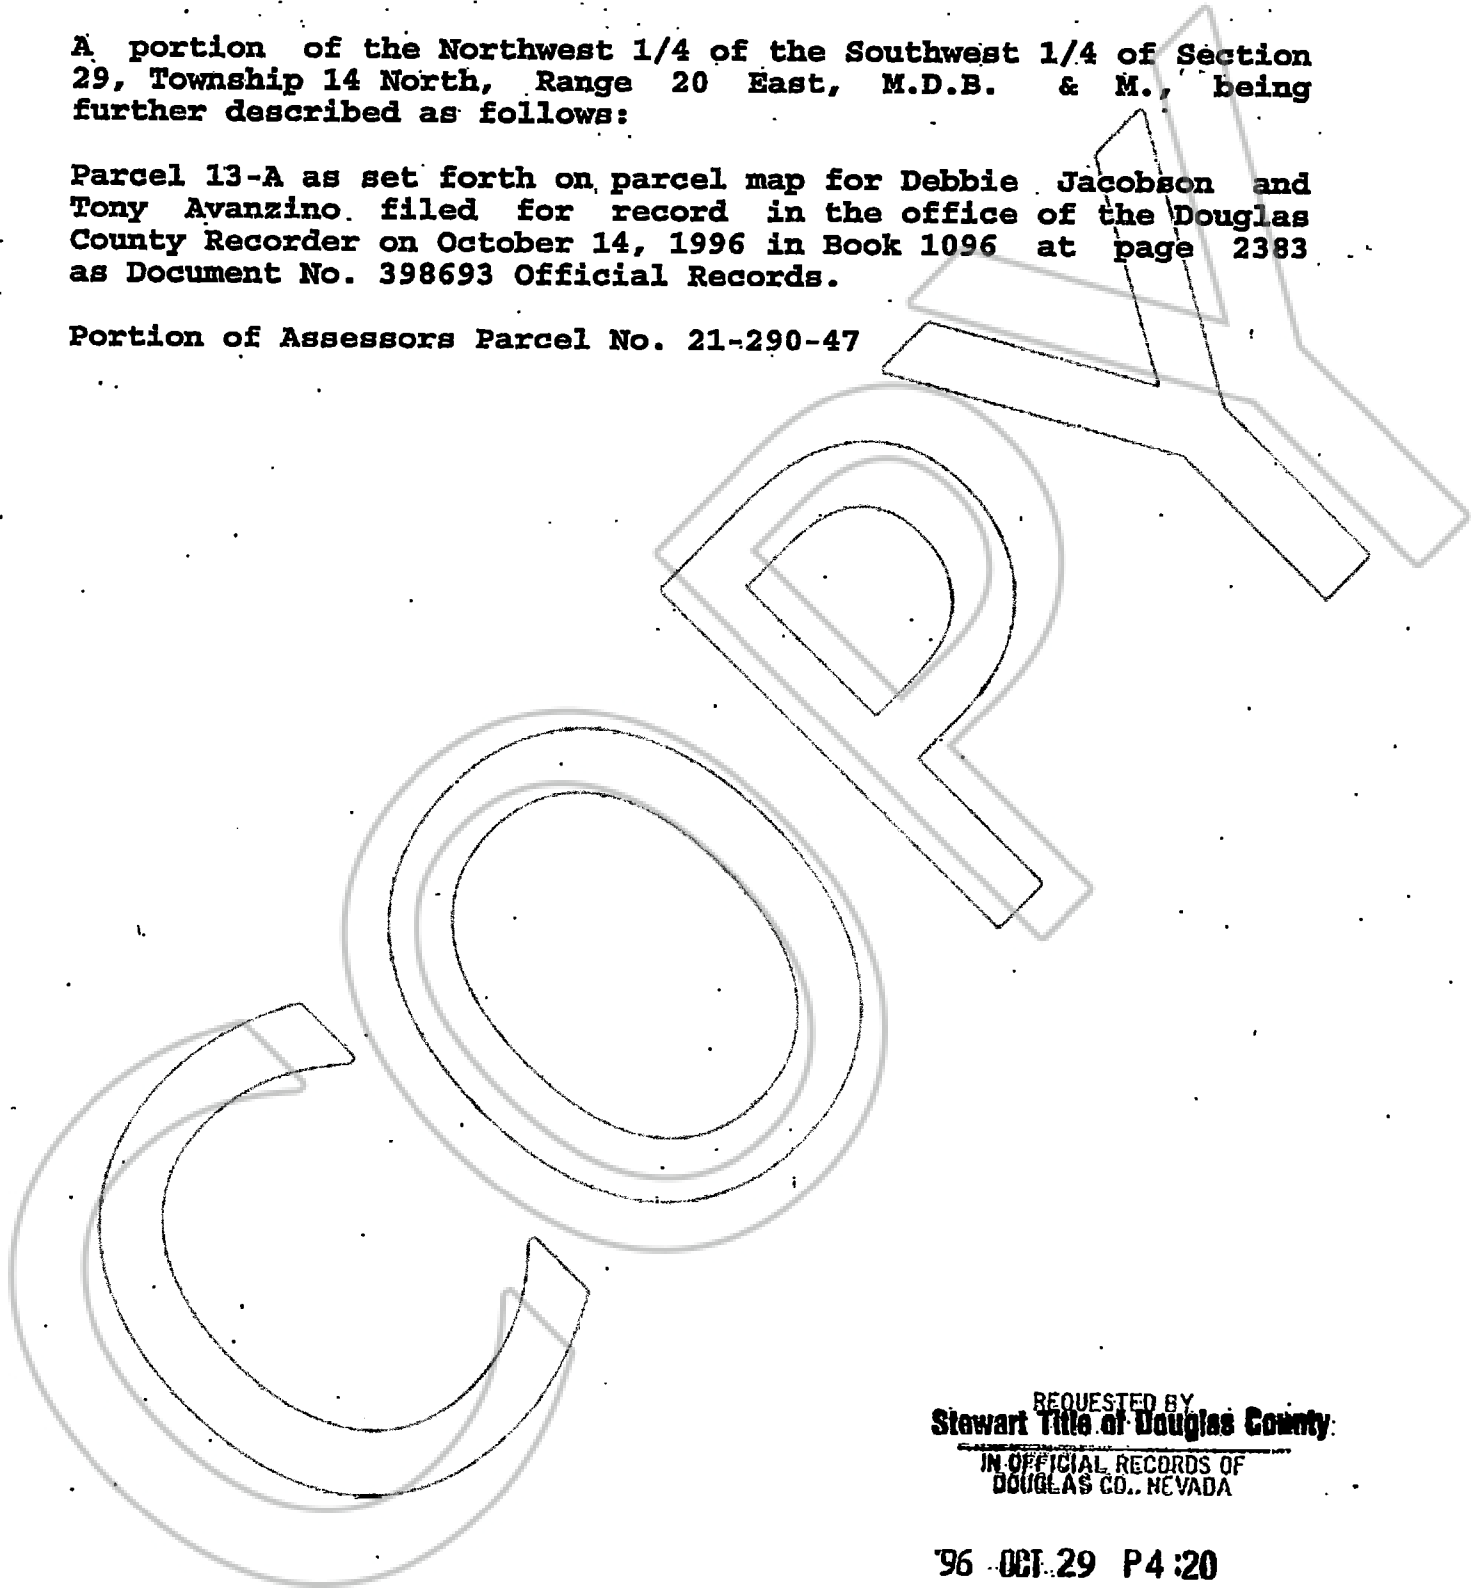 A portion of the Northwest 1/4 of the Southwest 1/4 of Section
29, Township 14 North, Range 20 East, M.D.B. & M., being
further described as follows:
Parcel 13-A as set forth on parcel map for Debbie Jacobson and
Tony Avanzino filed for record in the office of the Douglas
County Recorder on October 14, 1996 in Book 1096 at page 2383
as Document No. 398693 Official Records.
Portion of Assessors Parcel No. 21-290-47
COPY
REQUESTED BY
Stewart Title of Douglas County
IN OFFICIAL RECORDS OF
DOUGLAS CO., NEVADA
'96 OCT 29 P4:20